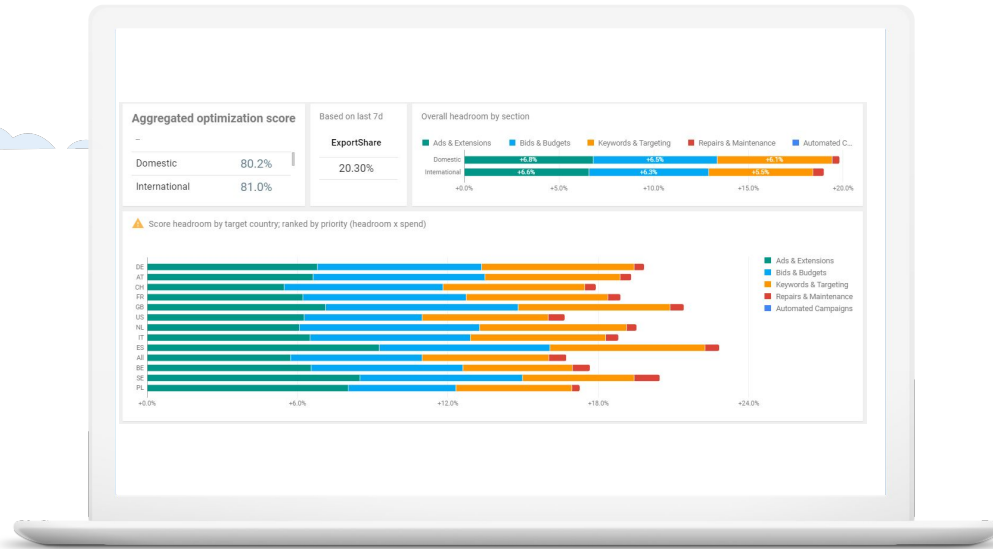 Aggregated optimization score
–
Domestic 80.2%
International 81.0%
Based on last 7d
ExportShare
20.30%
Overall headroom by section
Ads & Extensions Bids & Budgets Keywords & Targeting Repairs & Maintenance Automated C...
Domestic +6.8% +6.5% +6.1%
International +6.6% +6.3% +5.5%
+0.0% +5.0% +10.0% +15.0% +20.0%
Score headroom by target country; ranked by priority (headroom x spend)
Ads & Extensions
Bids & Budgets
Keywords & Targeting
Repairs & Maintenance
Automated Campaigns
DE
AT
CH
FR
GB
US
NL
IT
ES
All
BE
SE
PL
+0.0% +6.0% +12.0% +18.0% +24.0%